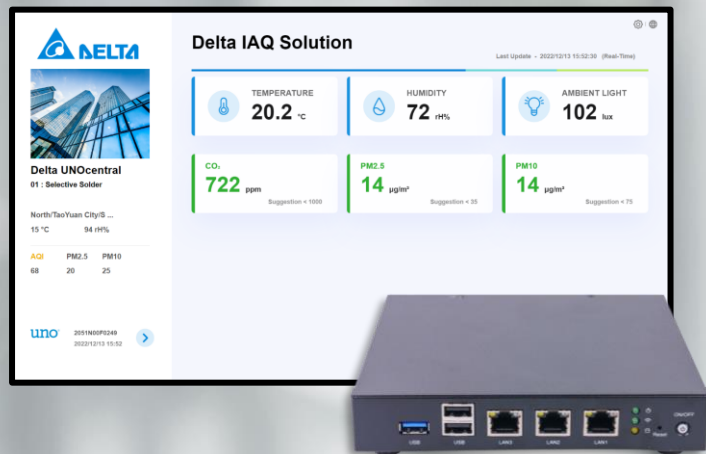 DELTA
Delta UNOcentral
01 : Selective Solder
North/TaoYuan City/S ...
15 °C 94 rH%
AQI PM2.5 PM10
68 20 25
uno
2051N00F0249
2022/12/13 15:52
Delta IAQ Solution
Last Update - 2022/12/13 15:52:30 (Real-Time)
TEMPERATURE
20.2 °C
HUMIDITY
72 rH%
AMBIENT LIGHT
102 lux
CO₂
722 ppm
Suggestion < 1000
PM2.5
14 µg/m³
Suggestion < 35
PM10
14 µg/m³
Suggestion < 75
USB
USB
LAN3
LAN2
LAN1
Reset
ON/OFF